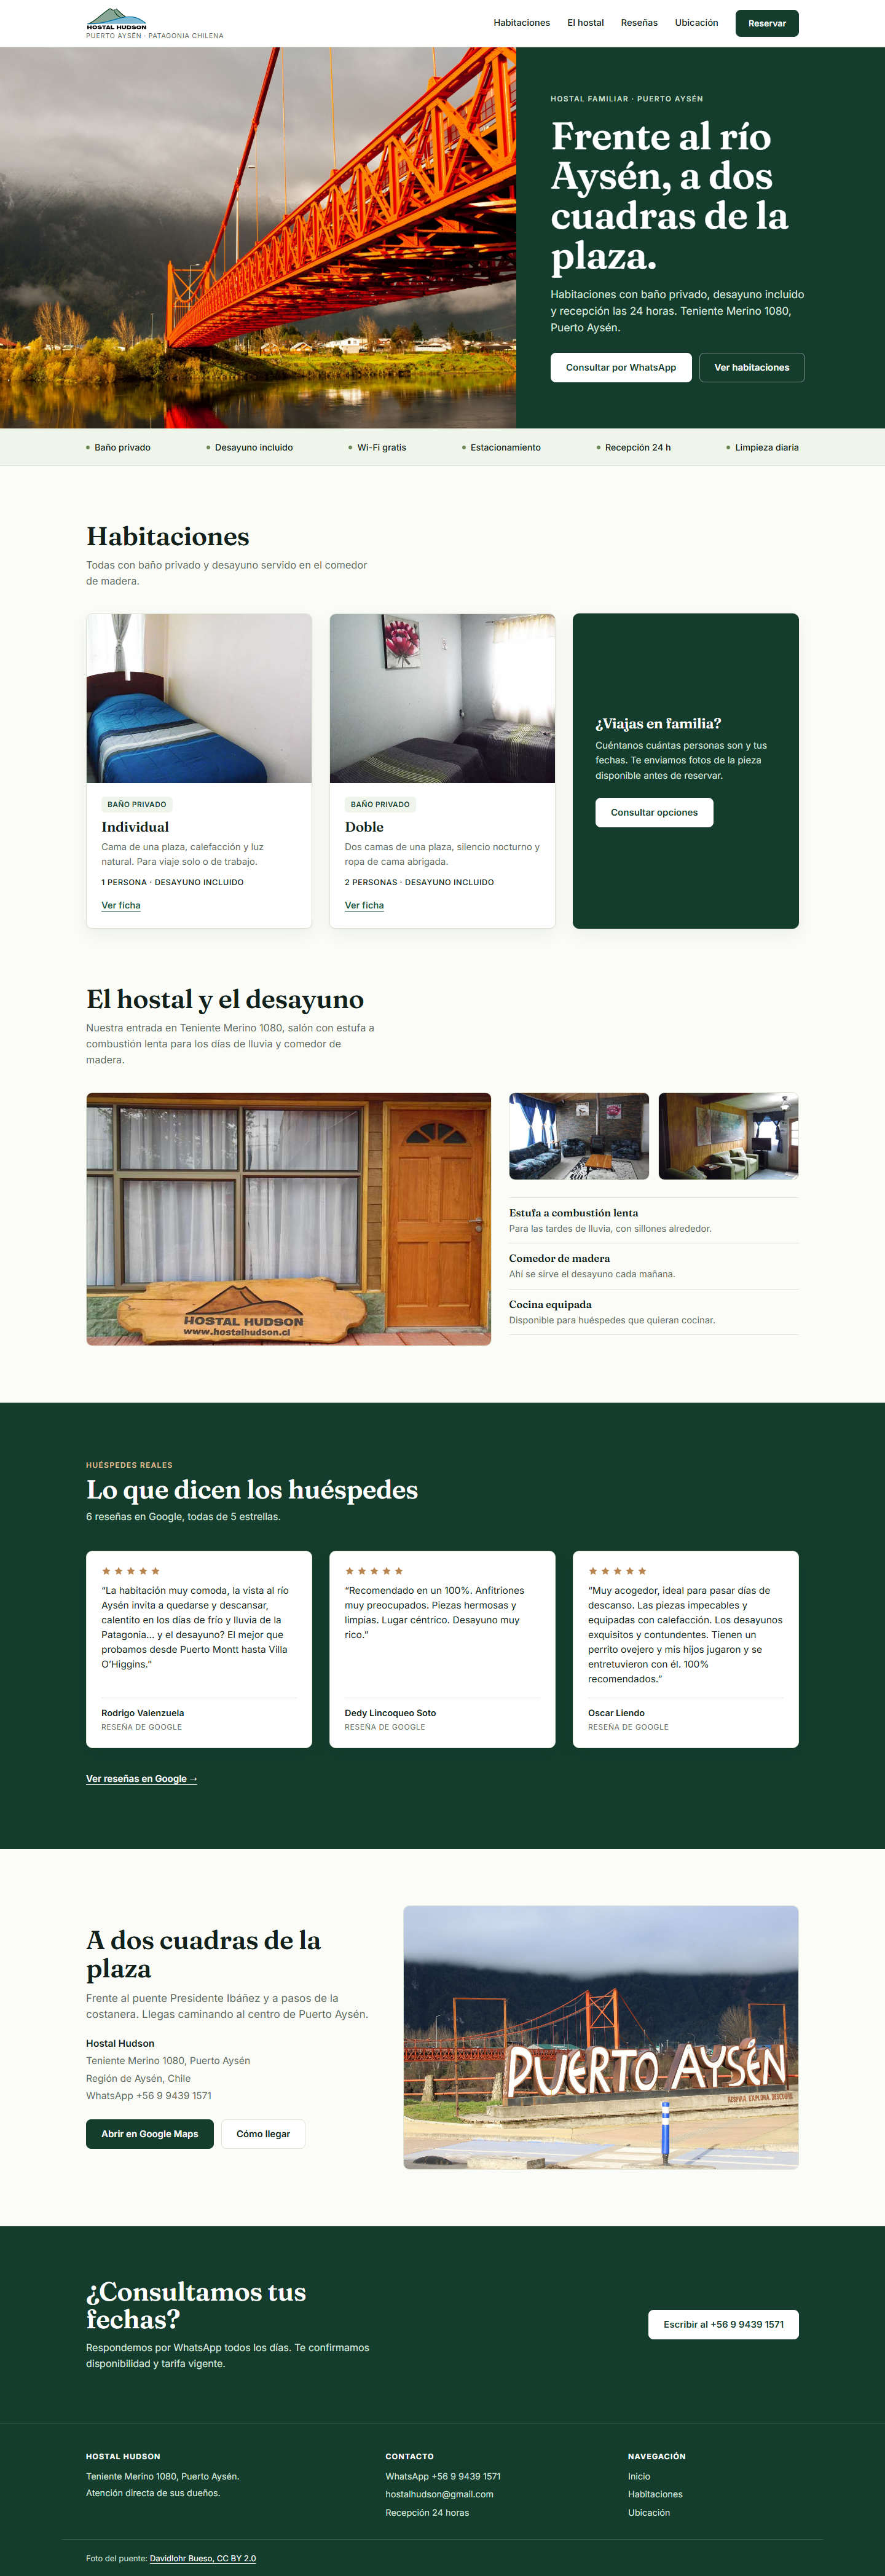 HOSTAL HUDSON
PUERTO AYSÉN · PATAGONIA CHILENA
Habitaciones
El hostal
Reseñas
Ubicación
Reservar
HOSTAL FAMILIAR · PUERTO AYSÉN
Frente al río
Aysén, a dos
cuadras de la
plaza.
Habitaciones con baño privado, desayuno incluido
y recepción las 24 horas. Teniente Merino 1080,
Puerto Aysén.
Consultar por WhatsApp
Ver habitaciones
Baño privado
Desayuno incluido
Wi-Fi gratis
Estacionamiento
Recepción 24 h
Limpieza diaria
Habitaciones
Todas con baño privado y desayuno servido en el comedor
de madera.
BAÑO PRIVADO
Individual
Cama de una plaza, calefacción y luz
natural. Para viaje solo o de trabajo.
1 PERSONA · DESAYUNO INCLUIDO
Ver ficha
BAÑO PRIVADO
Doble
Dos camas de una plaza, silencio nocturno y
ropa de cama abrigada.
2 PERSONAS · DESAYUNO INCLUIDO
Ver ficha
¿Viajas en familia?
Cuéntanos cuántas personas son y tus
fechas. Te enviamos fotos de la pieza
disponible antes de reservar.
Consultar opciones
El hostal y el desayuno
Nuestra entrada en Teniente Merino 1080, salón con estufa a
combustión lenta para los días de lluvia y comedor de
madera.
HOSTAL HUDSON
www.hostalhudson.cl
Estufa a combustión lenta
Para las tardes de lluvia, con sillones alrededor.
Comedor de madera
Ahí se sirve el desayuno cada mañana.
Cocina equipada
Disponible para huéspedes que quieran cocinar.
HUÉSPEDES REALES
Lo que dicen los huéspedes
6 reseñas en Google, todas de 5 estrellas.
“La habitación muy comoda, la vista al río
Aysén invita a quedarse y descansar,
calentito en los días de frío y lluvia de la
Patagonia… y el desayuno? El mejor que
probamos desde Puerto Montt hasta Villa
O’Higgins.”
Rodrigo Valenzuela
RESEÑA DE GOOGLE
“Recomendado en un 100%. Anfitriones
muy preocupados. Piezas hermosas y
limpias. Lugar céntrico. Desayuno muy
rico.”
Dedy Lincoqueo Soto
RESEÑA DE GOOGLE
“Muy acogedor, ideal para pasar días de
descanso. Las piezas impecables y
equipadas con calefacción. Los desayunos
exquisitos y contundentes. Tienen un
perrito ovejero y mis hijos jugaron y se
entretuvieron con él. 100%
recomendados.”
Oscar Liendo
RESEÑA DE GOOGLE
Ver reseñas en Google →
A dos cuadras de la
plaza
Frente al puente Presidente Ibáñez y a pasos de la
costanera. Llegas caminando al centro de Puerto Aysén.
Hostal Hudson
Teniente Merino 1080, Puerto Aysén
Región de Aysén, Chile
WhatsApp +56 9 9439 1571
Abrir en Google Maps
Cómo llegar
PUERTO AYSÉN
RESPIRA EXPLORA DESCUBRE
¿Consultamos tus
fechas?
Respondemos por WhatsApp todos los días. Te confirmamos
disponibilidad y tarifa vigente.
Escribir al +56 9 9439 1571
HOSTAL HUDSON
Teniente Merino 1080, Puerto Aysén.
Atención directa de sus dueños.
CONTACTO
WhatsApp +56 9 9439 1571
hostalhudson@gmail.com
Recepción 24 horas
NAVEGACIÓN
Inicio
Habitaciones
Ubicación
Foto del puente: Davidlohr Bueso, CC BY 2.0